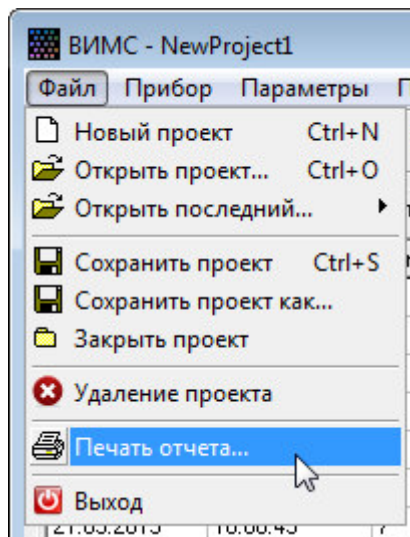 ВИМС - NewProject1
Файл Прибор Параметры
Новый проект Ctrl+N
Открыть проект... Ctrl+O
Открыть последний...
Сохранить проект Ctrl+S
Сохранить проект как...
Закрыть проект
Удаление проекта
Печать отчета...
Выход